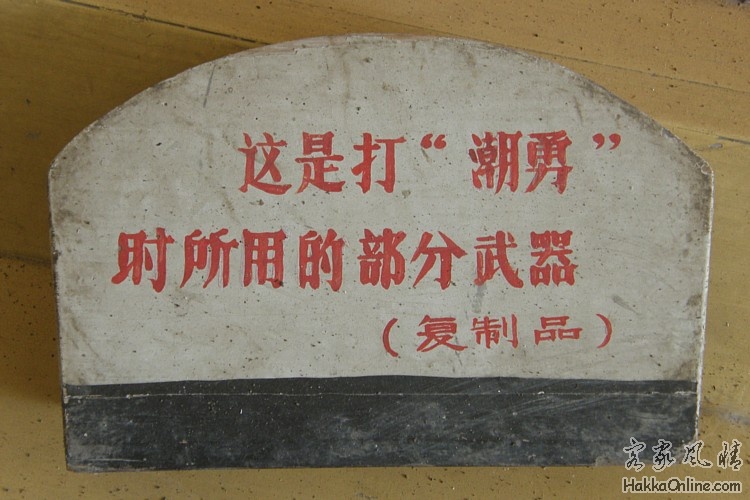 这是打“潮勇”
时所用的部分武器
（复制品）
客家风情
HakkaOnline.com